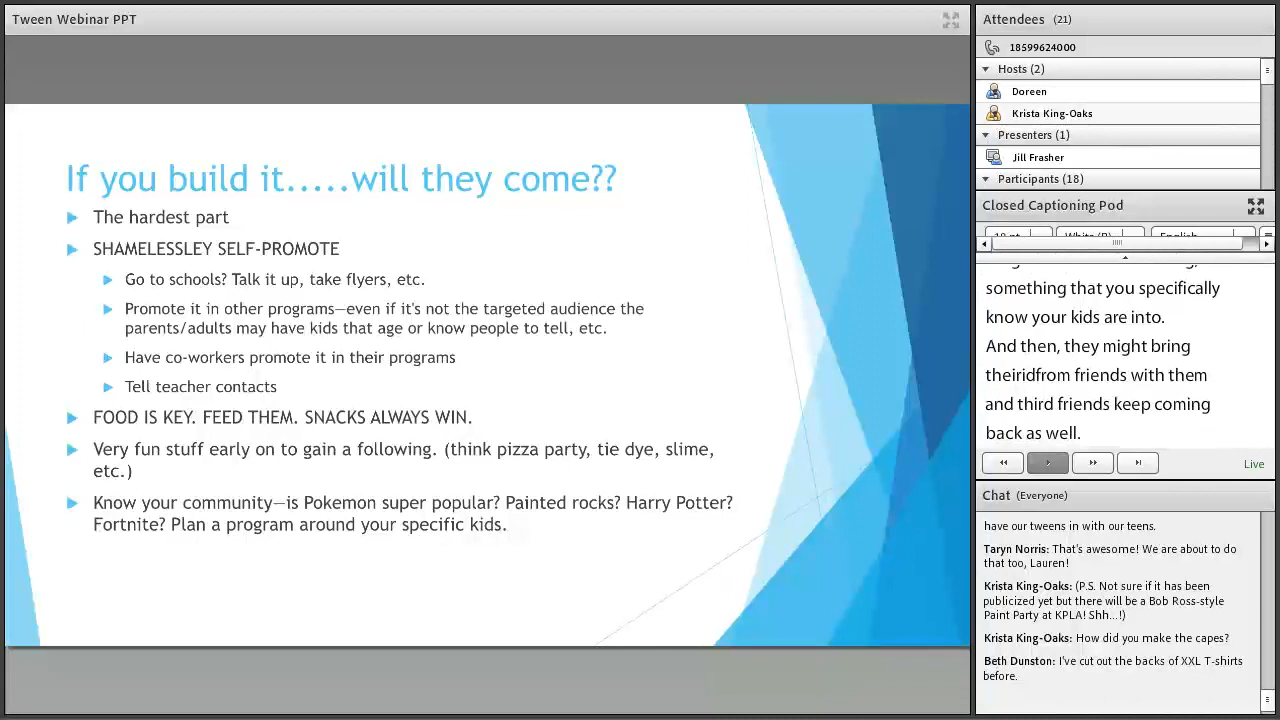 Tween Webinar PPT
If you build it.....will they come??
The hardest part
SHAMELESSLEY SELF-PROMOTE
Go to schools? Talk it up, take flyers, etc.
Promote it in other programs—even if it's not the targeted audience the
parents/adults may have kids that age or know people to tell, etc.
Have co-workers promote it in their programs
Tell teacher contacts
FOOD IS KEY. FEED THEM. SNACKS ALWAYS WIN.
Very fun stuff early on to gain a following. (think pizza party, tie dye, slime,
etc.)
Know your community—is Pokemon super popular? Painted rocks? Harry Potter?
Fortnite? Plan a program around your specific kids.
Attendees (21)
18599624000
Hosts (2)
Doreen
Krista King-Oaks
Presenters (1)
Jill Frasher
Participants (18)
Closed Captioning Pod
English
something that you specifically
know your kids are into.
And then, they might bring
theiridfrom friends with them
and third friends keep coming
back as well.
Live
Chat (Everyone)
have our tweens in with our teens.
Taryn Norris: That's awesome! We are about to do
that too, Lauren!
Krista King-Oaks: (P.S. Not sure if it has been
publicized yet but there will be a Bob Ross-style
Paint Party at KPLA! Shh...!)
Krista King-Oaks: How did you make the capes?
Beth Dunston: I've cut out the backs of XXL T-shirts
before.